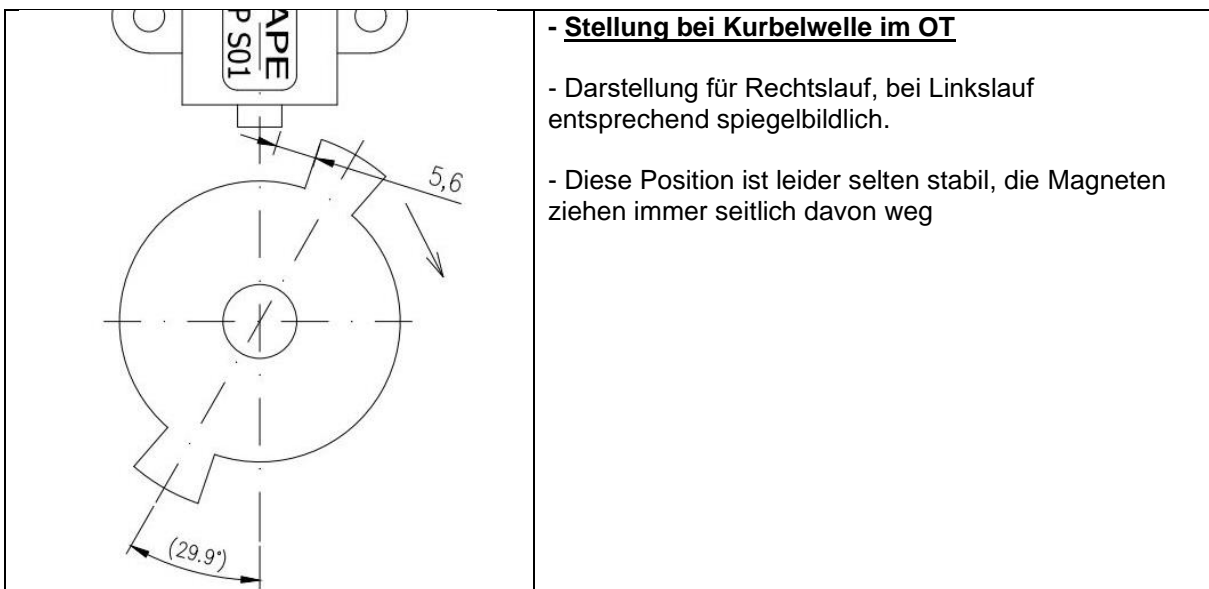 APE
P S01
5,6
(29.9°)
- Stellung bei Kurbelwelle im OT
- Darstellung für Rechtslauf, bei Linkslauf
entsprechend spiegelbildlich.
- Diese Position ist leider selten stabil, die Magneten
ziehen immer seitlich davon weg